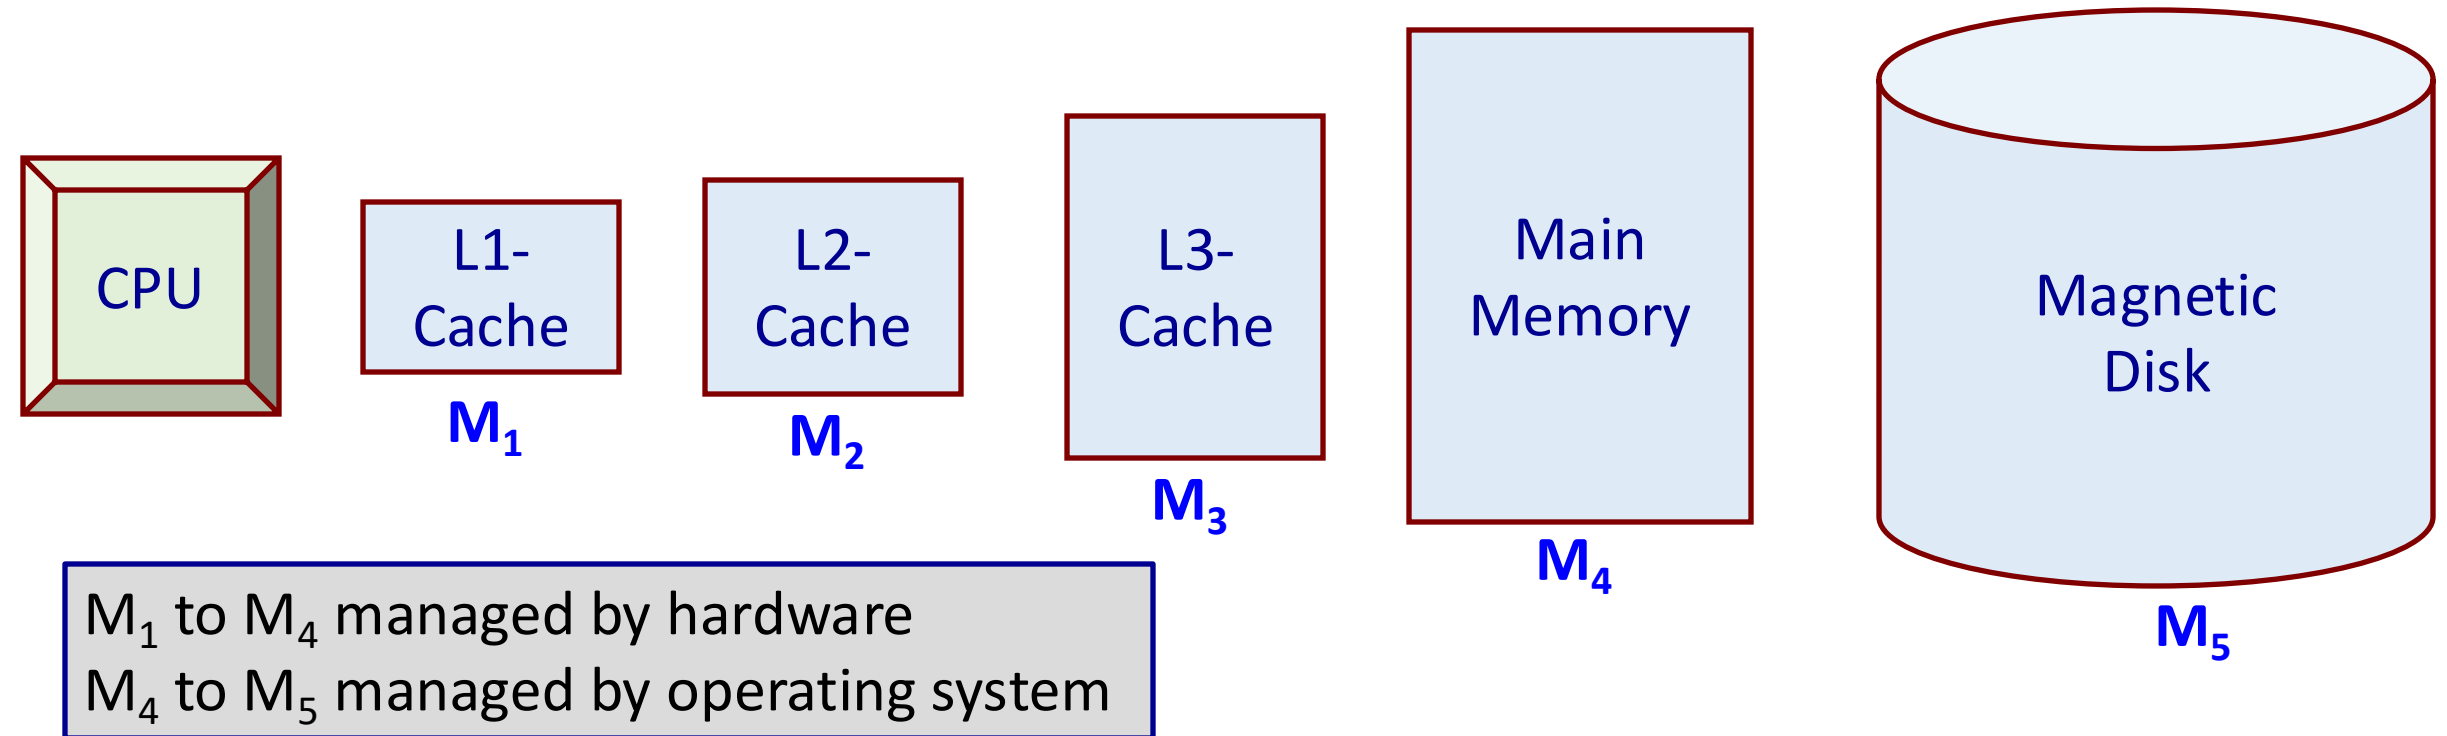 CPU
L1-
Cache
M₁
L2-
Cache
M₂
L3-
Cache
M₃
Main
Memory
M₄
Magnetic
Disk
M₅
M₁ to M₄ managed by hardware
M₄ to M₅ managed by operating system